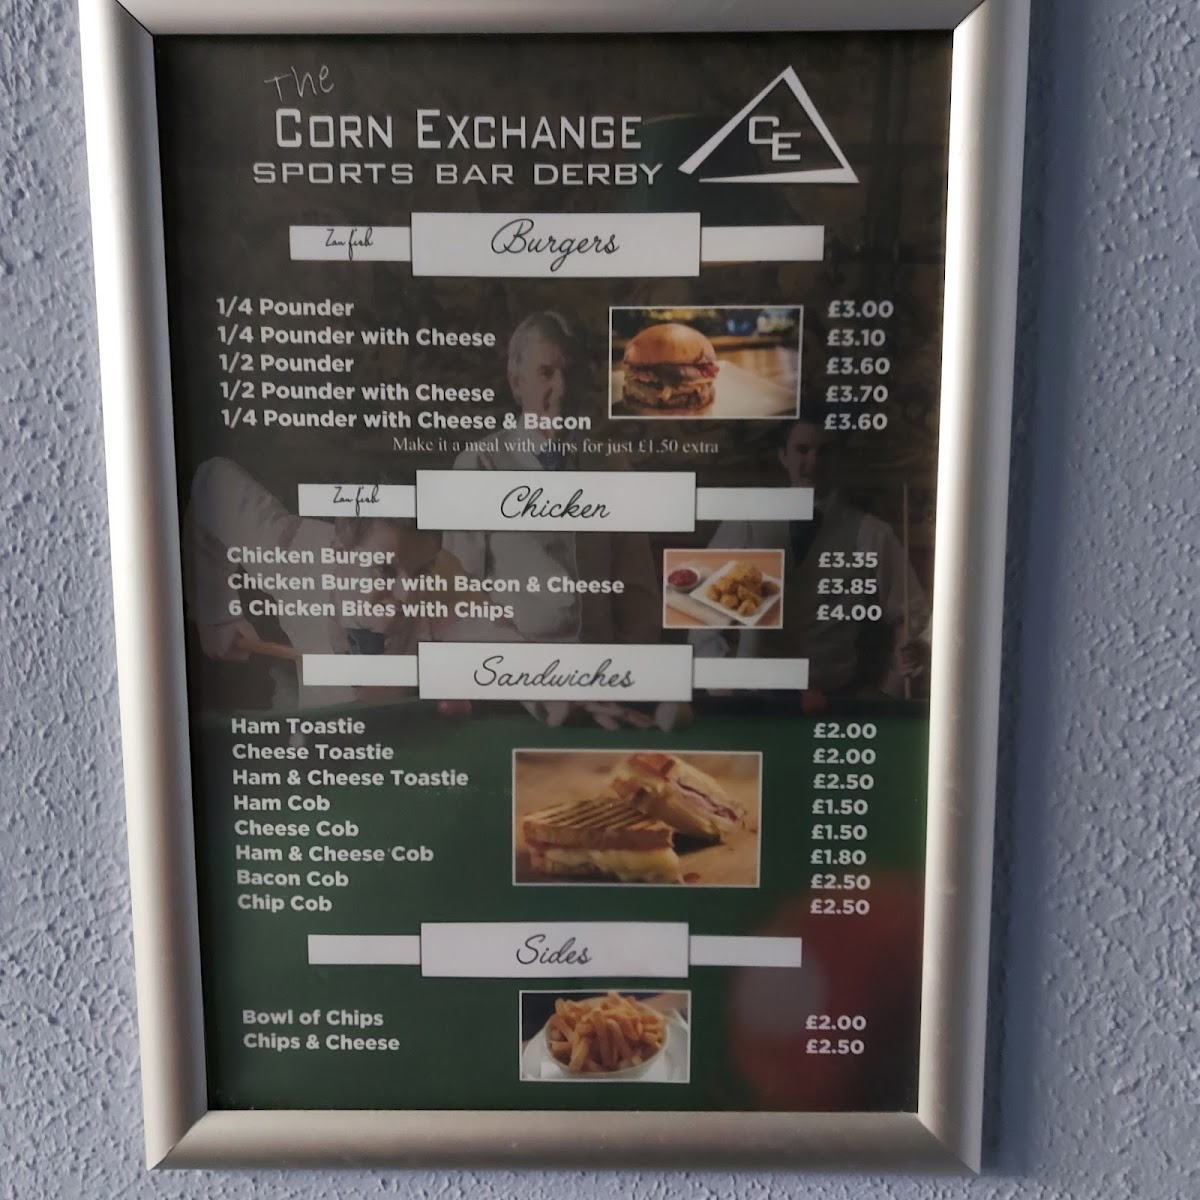 The
CORN EXCHANGE
SPORTS BAR DERBY
CE
Burgers
1/4 Pounder £3.00
1/4 Pounder with Cheese £3.10
1/2 Pounder £3.60
1/2 Pounder with Cheese £3.70
1/4 Pounder with Cheese & Bacon £3.60
Make it a meal with chips for just £1.50 extra
Chicken
Chicken Burger £3.35
Chicken Burger with Bacon & Cheese £3.85
6 Chicken Bites with Chips £4.00
Sandwiches
Ham Toastie £2.00
Cheese Toastie £2.00
Ham & Cheese Toastie £2.50
Ham Cob £1.50
Cheese Cob £1.50
Ham & Cheese Cob £1.80
Bacon Cob £2.50
Chip Cob £2.50
Sides
Bowl of Chips £2.00
Chips & Cheese £2.50